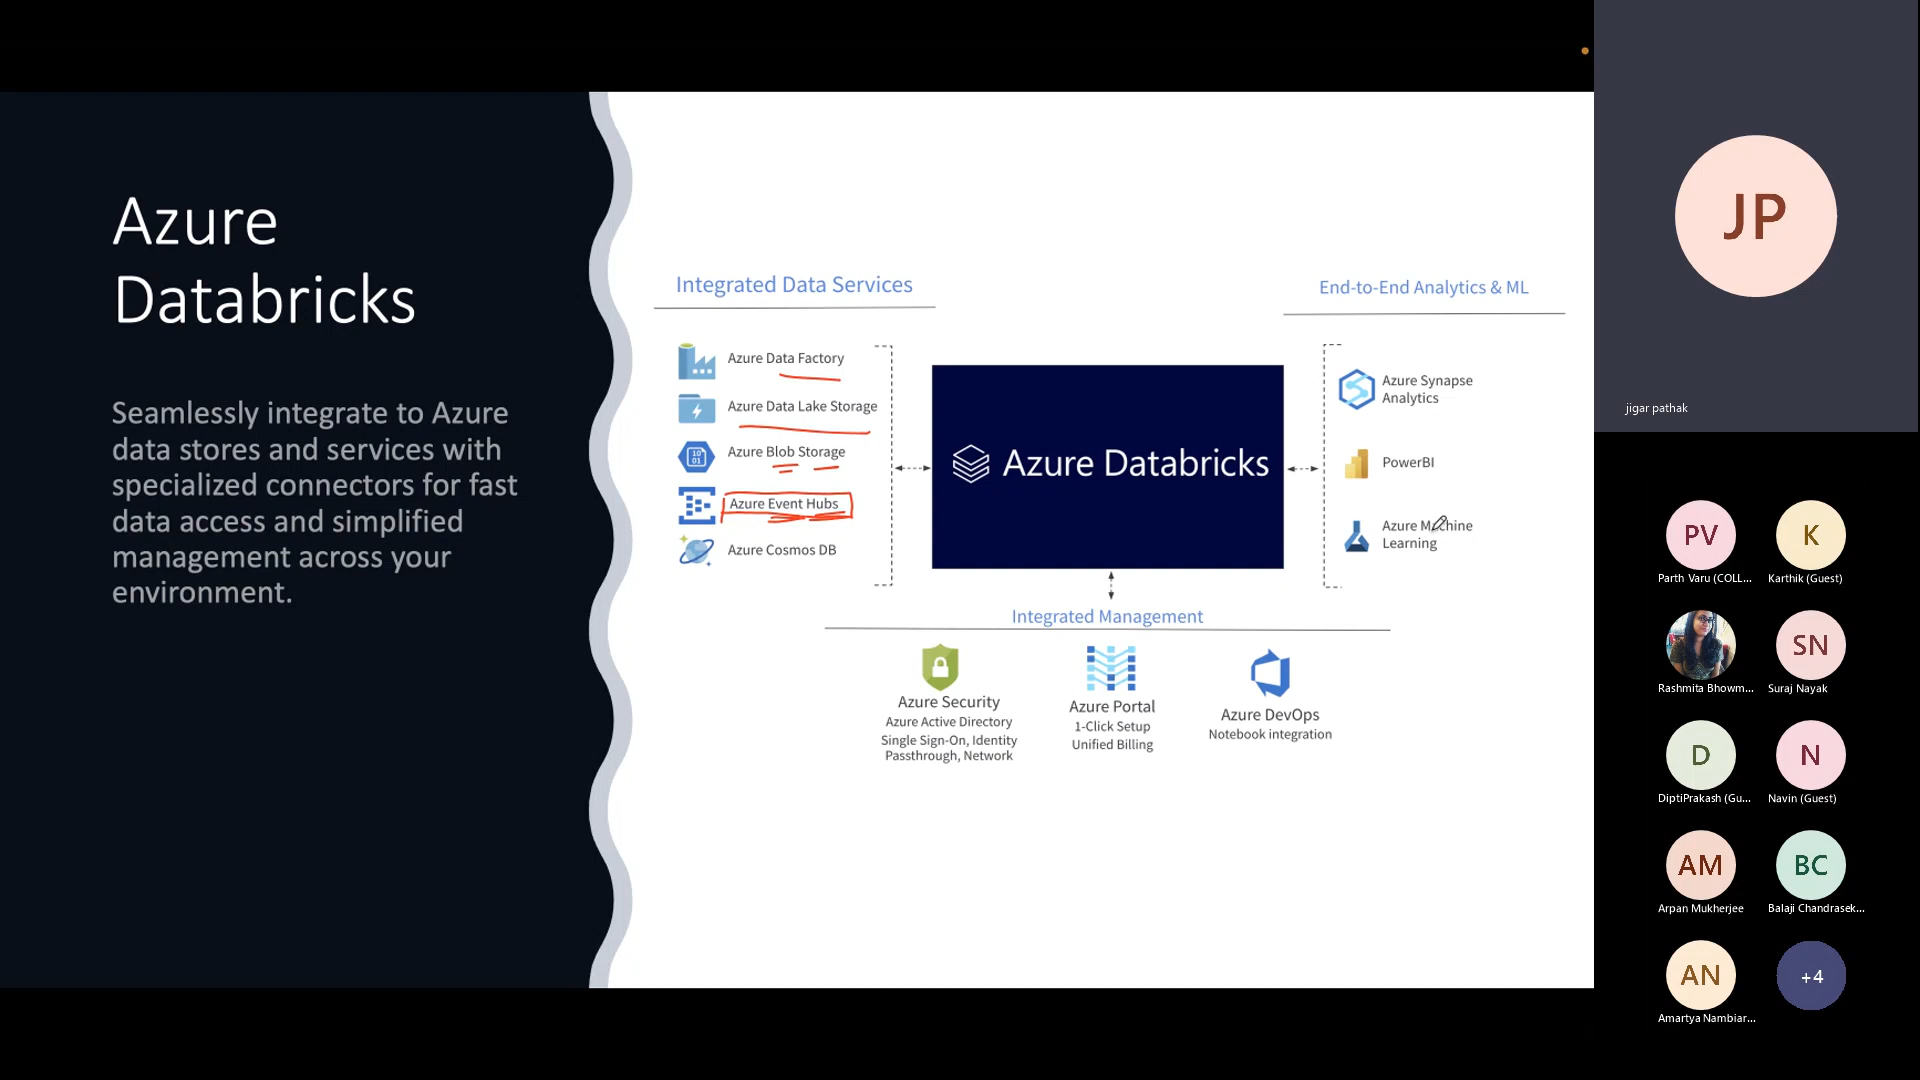 Azure
Databricks
Seamlessly integrate to Azure
data stores and services with
specialized connectors for fast
data access and simplified
management across your
environment.
Integrated Data Services
Azure Data Factory
Azure Data Lake Storage
10
01
Azure Blob Storage
Azure Event Hubs
Azure Cosmos DB
Azure Databricks
End-to-End Analytics & ML
Azure Synapse
Analytics
PowerBI
Azure Machine
Learning
Integrated Management
Azure Security
Azure Active Directory
Single Sign-On, Identity
Passthrough, Network
Azure Portal
1-Click Setup
Unified Billing
Azure DevOps
Notebook integration
JP
jigar pathak
PV
Parth Varu (COLL...
K
Karthik (Guest)
Rashmita Bhowm...
SN
Suraj Nayak
D
DiptiPrakash (Gu...
N
Navin (Guest)
AM
Arpan Mukherjee
BC
Balaji Chandrasek...
AN
Amartya Nambiar...
+4